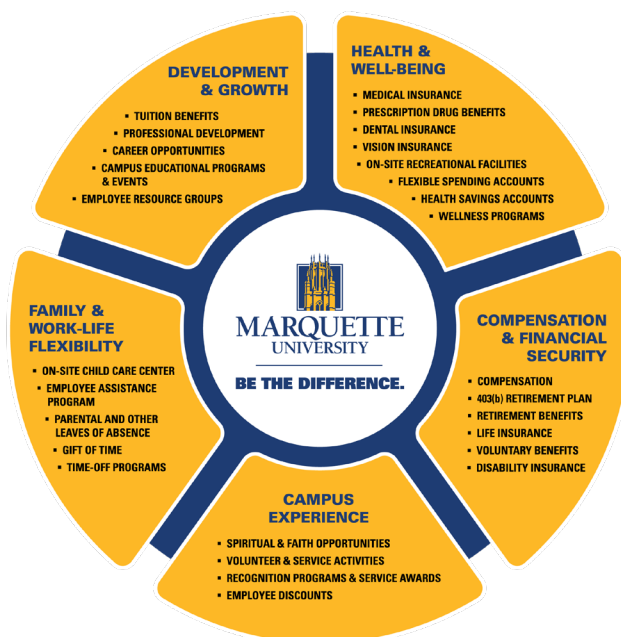 DEVELOPMENT
& GROWTH
▪ TUITION BENEFITS
▪ PROFESSIONAL DEVELOPMENT
▪ CAREER OPPORTUNITIES
▪ CAMPUS EDUCATIONAL PROGRAMS
& EVENTS
▪ EMPLOYEE RESOURCE GROUPS
HEALTH &
WELL-BEING
▪ MEDICAL INSURANCE
▪ PRESCRIPTION DRUG BENEFITS
▪ DENTAL INSURANCE
▪ VISION INSURANCE
▪ ON-SITE RECREATIONAL FACILITIES
▪ FLEXIBLE SPENDING ACCOUNTS
▪ HEALTH SAVINGS ACCOUNTS
▪ WELLNESS PROGRAMS
FAMILY &
WORK-LIFE
FLEXIBILITY
▪ ON-SITE CHILD CARE CENTER
▪ EMPLOYEE ASSISTANCE
PROGRAM
▪ PARENTAL AND OTHER
LEAVES OF ABSENCE
▪ GIFT OF TIME
▪ TIME-OFF PROGRAMS
MARQUETTE
UNIVERSITY
BE THE DIFFERENCE.
COMPENSATION
& FINANCIAL
SECURITY
▪ COMPENSATION
▪ 403(b) RETIREMENT PLAN
▪ RETIREMENT BENEFITS
▪ LIFE INSURANCE
▪ VOLUNTARY BENEFITS
▪ DISABILITY INSURANCE
CAMPUS
EXPERIENCE
▪ SPIRITUAL & FAITH OPPORTUNITIES
▪ VOLUNTEER & SERVICE ACTIVITIES
▪ RECOGNITION PROGRAMS & SERVICE AWARDS
▪ EMPLOYEE DISCOUNTS